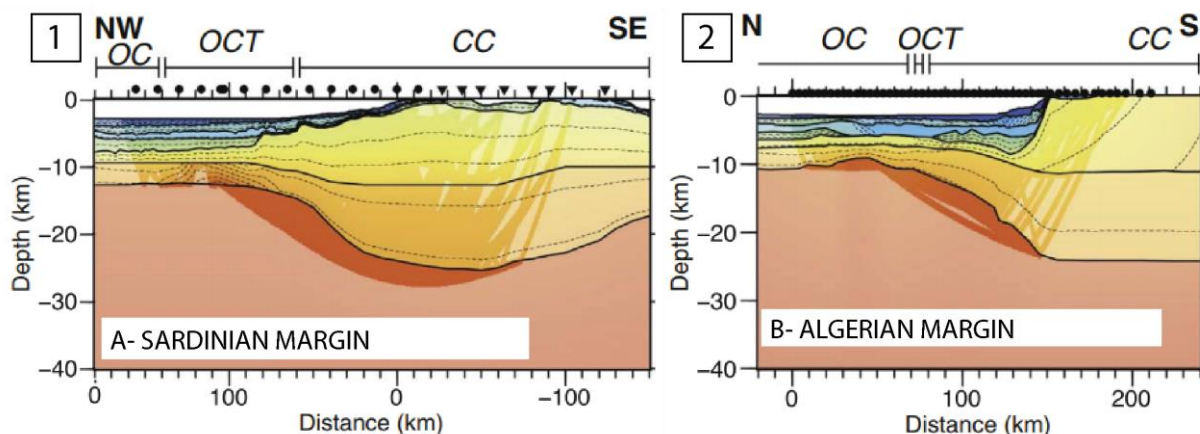 1 NW SE
OC OCT CC
0
-10
-20
-30
-40
Depth (km)
A- SARDINIAN MARGIN
0 100 0 -100
Distance (km)
2 N S
OC OCT CC
0
-10
-20
-30
-40
Depth (km)
B- ALGERIAN MARGIN
0 100 200
Distance (km)